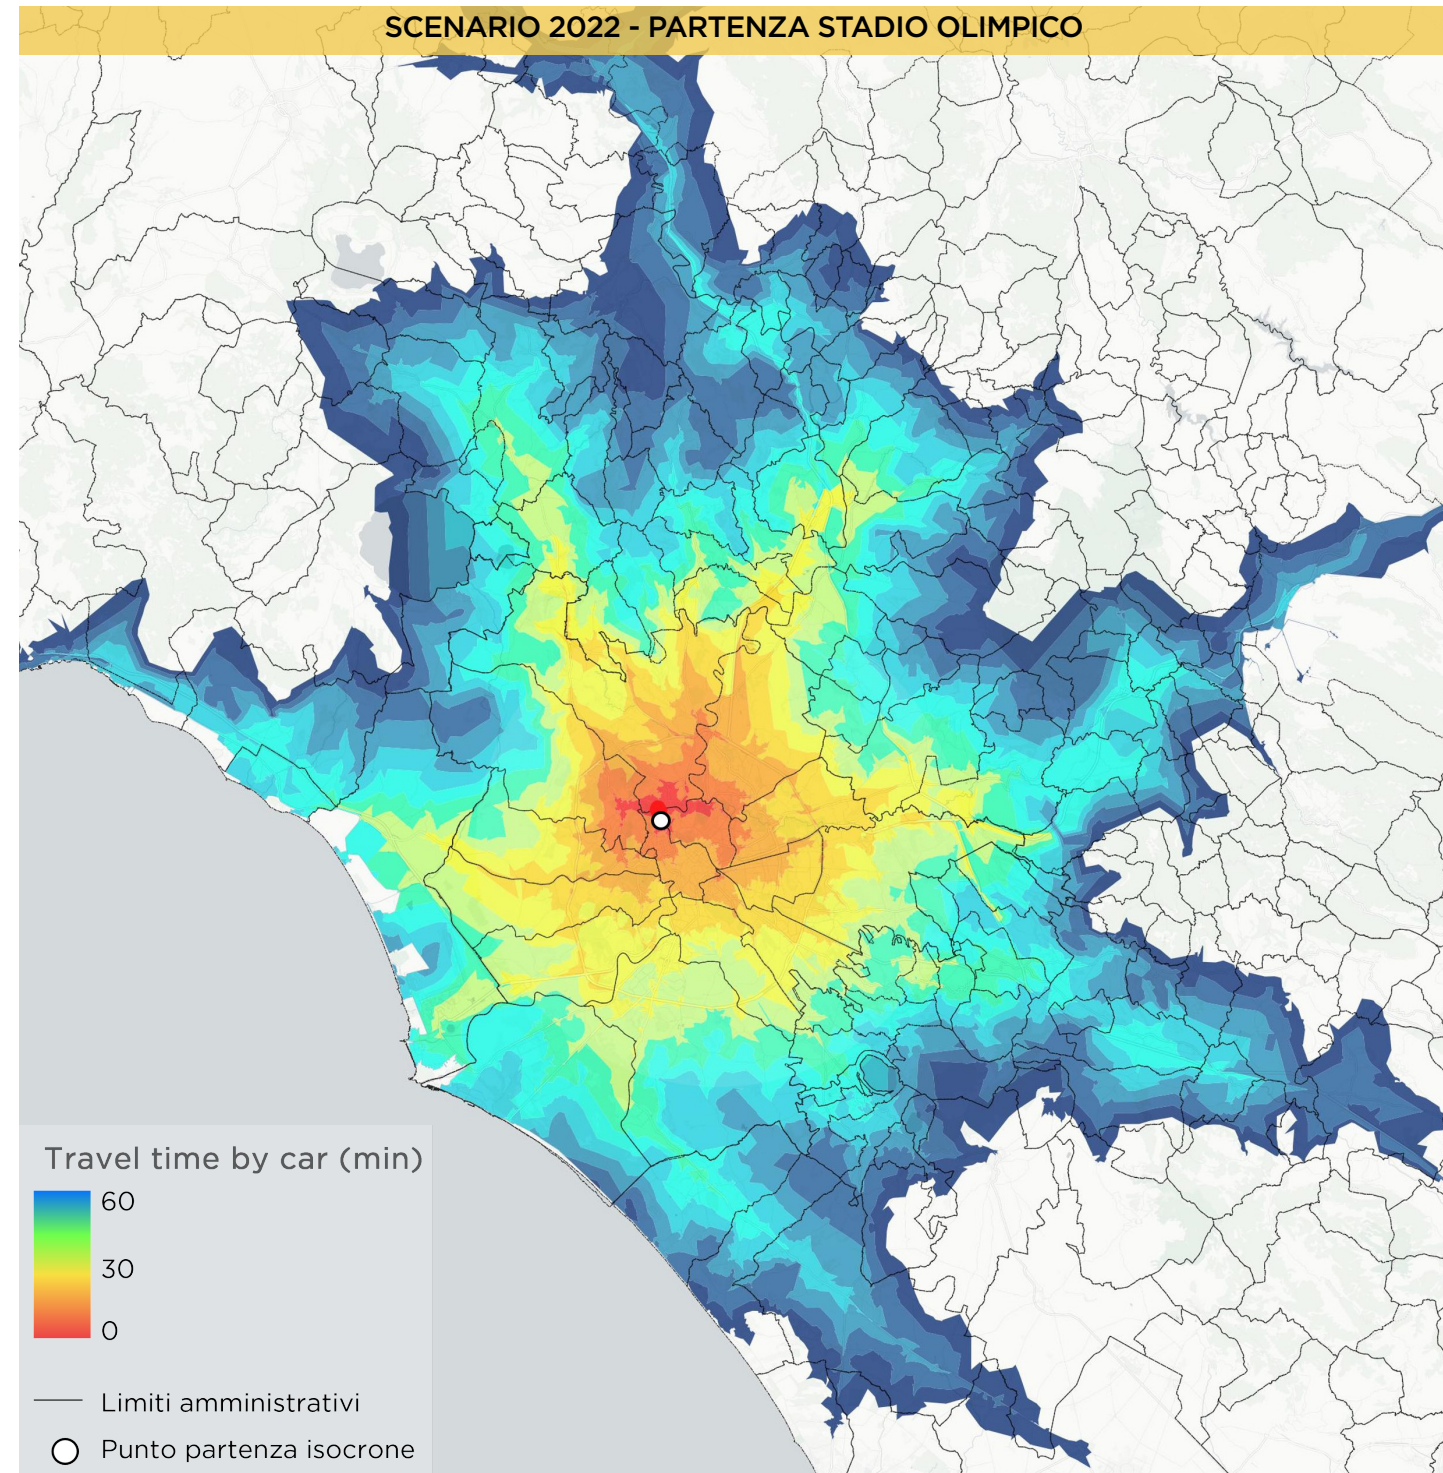 SCENARIO 2022 - PARTENZA STADIO OLIMPICO
Travel time by car (min)
60
30
0
Limiti amministrativi
Punto partenza isocrone